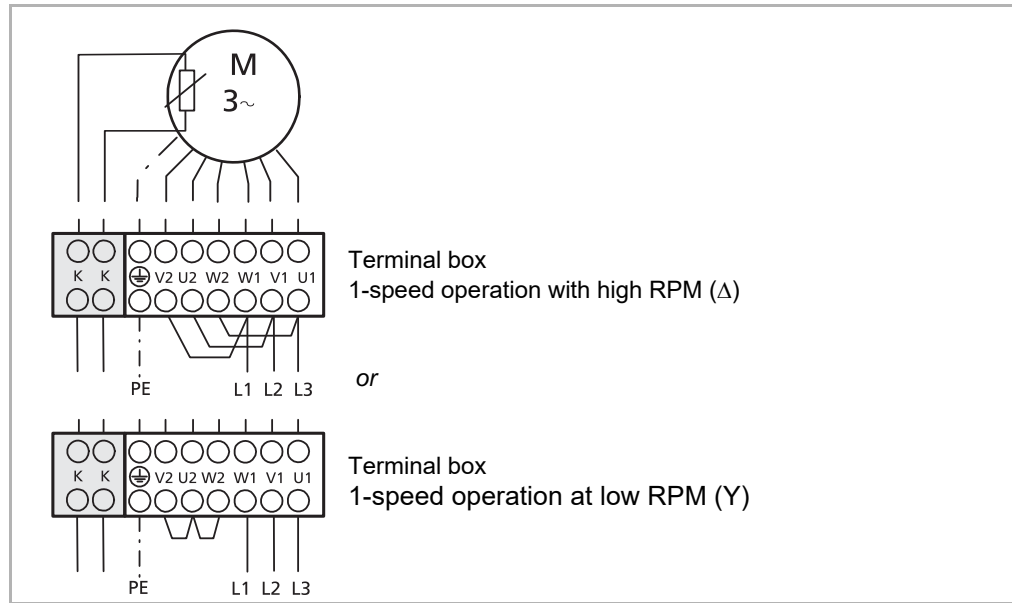 M
3~
K K V2 U2 W2 W1 V1 U1
Terminal box
1-speed operation with high RPM (Δ)
PE L1 L2 L3
or
K K V2 U2 W2 W1 V1 U1
Terminal box
1-speed operation at low RPM (Y)
PE L1 L2 L3